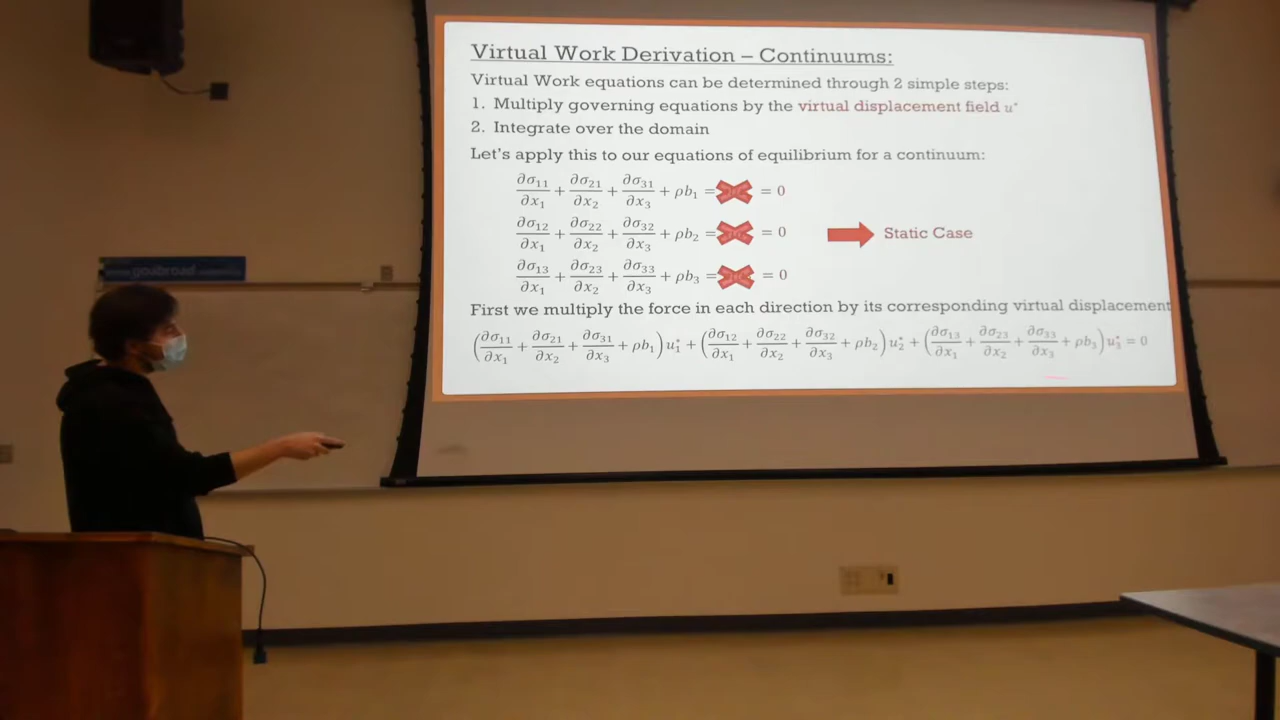 Virtual Work Derivation – Continuums:
Virtual Work equations can be determined through 2 simple steps:
1. Multiply governing equations by the virtual displacement field u*
2. Integrate over the domain
Let's apply this to our equations of equilibrium for a continuum:
∂σ₁₁/∂x₁ + ∂σ₂₁/∂x₂ + ∂σ₃₁/∂x₃ + ρb₁ = = 0
∂σ₁₂/∂x₁ + ∂σ₂₂/∂x₂ + ∂σ₃₂/∂x₃ + ρb₂ = = 0
Static Case
∂σ₁₃/∂x₁ + ∂σ₂₃/∂x₂ + ∂σ₃₃/∂x₃ + ρb₃ = = 0
First we multiply the force in each direction by its corresponding virtual displacement
(∂σ₁₁/∂x₁ + ∂σ₂₁/∂x₂ + ∂σ₃₁/∂x₃ + ρb₁)u₁* + (∂σ₁₂/∂x₁ + ∂σ₂₂/∂x₂ + ∂σ₃₂/∂x₃ + ρb₂)u₂* + (∂σ₁₃/∂x₁ + ∂σ₂₃/∂x₂ + ∂σ₃₃/∂x₃ + ρb₃)u₃* = 0
goabroad